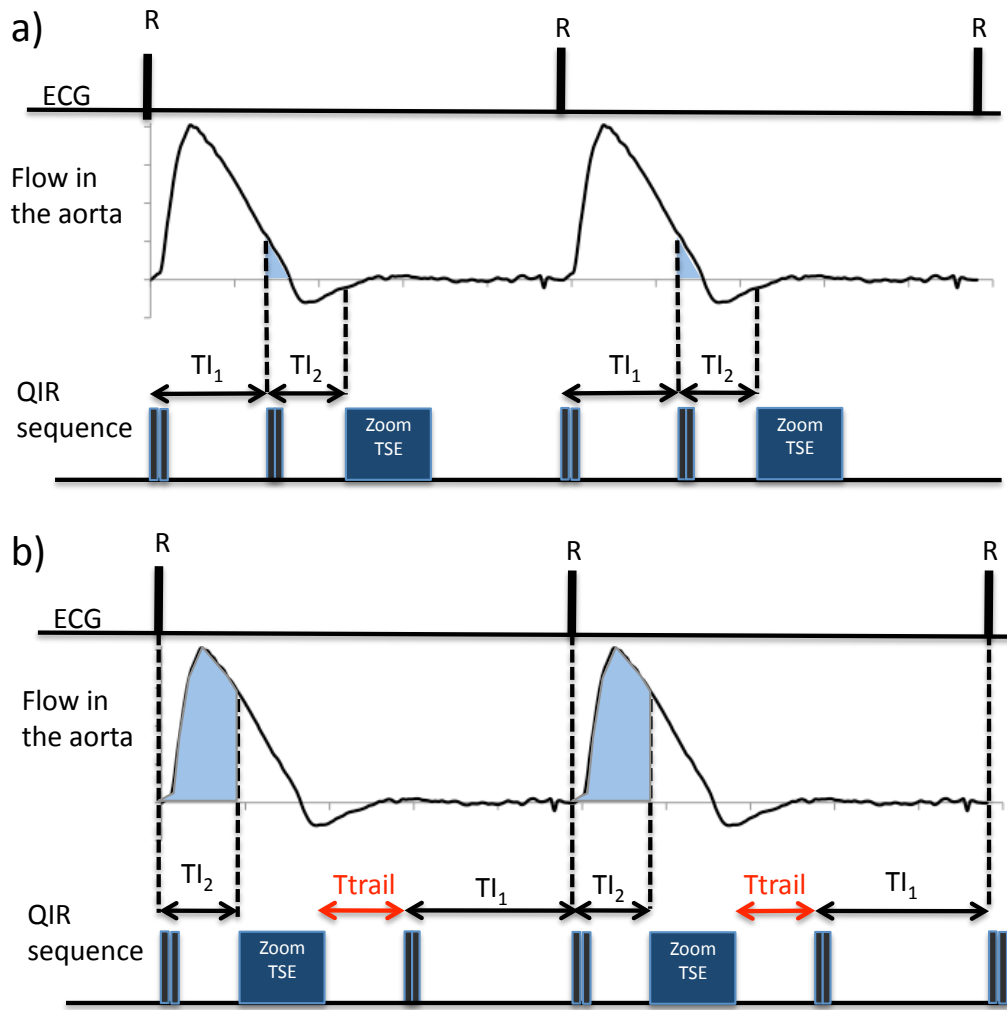 a)
R
R
R
ECG
Flow in
the aorta
TI₁
TI₂
TI₁
TI₂
QIR
sequence
Zoom
TSE
Zoom
TSE
b)
R
R
R
ECG
Flow in
the aorta
TI₂
Ttrail
TI₁
TI₂
Ttrail
TI₁
QIR
sequence
Zoom
TSE
Zoom
TSE